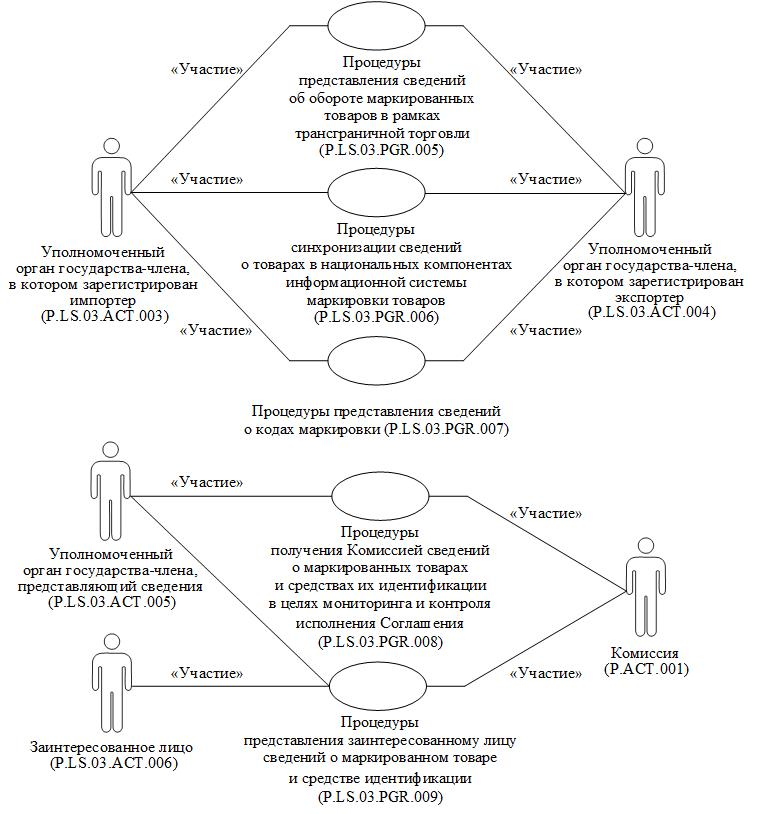 «Участие»
«Участие»
Процедуры
представления сведений
об обороте маркированных
товаров в рамках
трансграничной торговли
(P.LS.03.PGR.005)
«Участие»
«Участие»
Уполномоченный
орган государства-члена,
в котором зарегистрирован
импортер
(P.LS.03.ACT.003)
Процедуры
синхронизации сведений
о товарах в национальных компонентах
информационной системы
маркировки товаров
(P.LS.03.PGR.006)
Уполномоченный
орган государства-члена,
в котором зарегистрирован
экспортер
(P.LS.03.ACT.004)
«Участие»
«Участие»
Процедуры представления сведений
о кодах маркировки (P.LS.03.PGR.007)
«Участие»
«Участие»
Уполномоченный
орган государства-члена,
представляющий сведения
(P.LS.03.ACT.005)
Процедуры
получения Комиссией сведений
о маркированных товарах
и средствах их идентификации
в целях мониторинга и контроля
исполнения Соглашения
(P.LS.03.PGR.008)
Комиссия
(P.ACT.001)
«Участие»
«Участие»
Заинтересованное лицо
(P.LS.03.ACT.006)
Процедуры
представления заинтересованному лицу
сведений о маркированном товаре
и средстве идентификации
(P.LS.03.PGR.009)